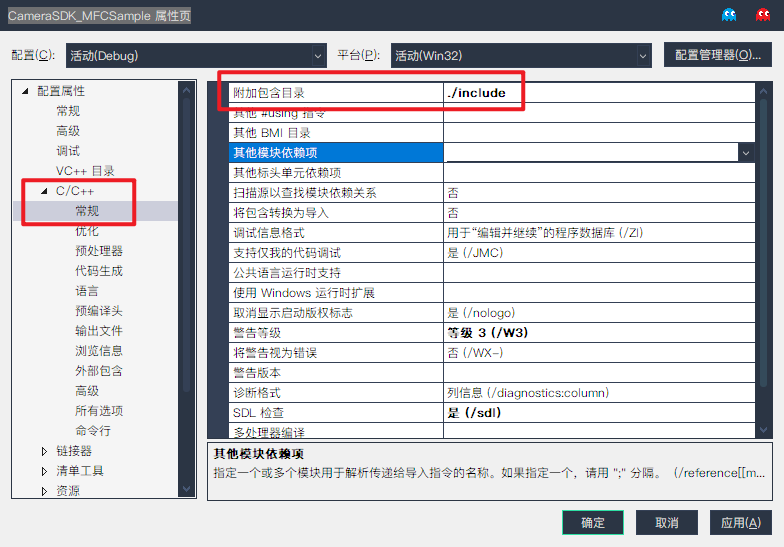 CameraSDK_MFCSample 属性页
配置(C): 活动(Debug) 平台(P): 活动(Win32) 配置管理器(O)...
配置属性
常规
高级
调试
VC++ 目录
C/C++
常规
优化
预处理器
代码生成
语言
预编译头
输出文件
浏览信息
外部包含
高级
所有选项
命令行
链接器
清单工具
资源
附加包含目录 ./include
其他 #using 指令
其他 BMI 目录
其他模块依赖项
其他标头单元依赖项
扫描源以查找模块依赖关系 否
将包含转换为导入 否
调试信息格式 用于“编辑并继续”的程序数据库 (/ZI)
支持仅我的代码调试 是 (/JMC)
公共语言运行时支持
使用 Windows 运行时扩展
取消显示启动版权标志 是 (/nologo)
警告等级 等级 3 (/W3)
将警告视为错误 否 (/WX-)
警告版本
诊断格式 列信息 (/diagnostics:column)
SDL 检查 是 (/sdl)
多处理器编译
其他模块依赖项
指定一个或多个模块用于解析传递给导入指令的名称。如果指定一个，请用 ";" 分隔。 (/reference[[m...
确定 取消 应用(A)